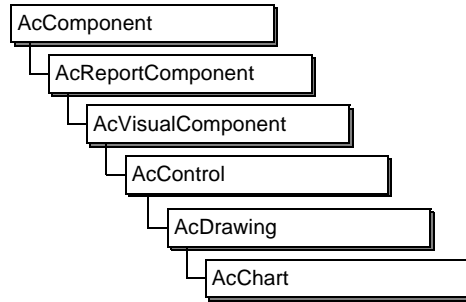 AcComponent
AcReportComponent
AcVisualComponent
AcControl
AcDrawing
AcChart